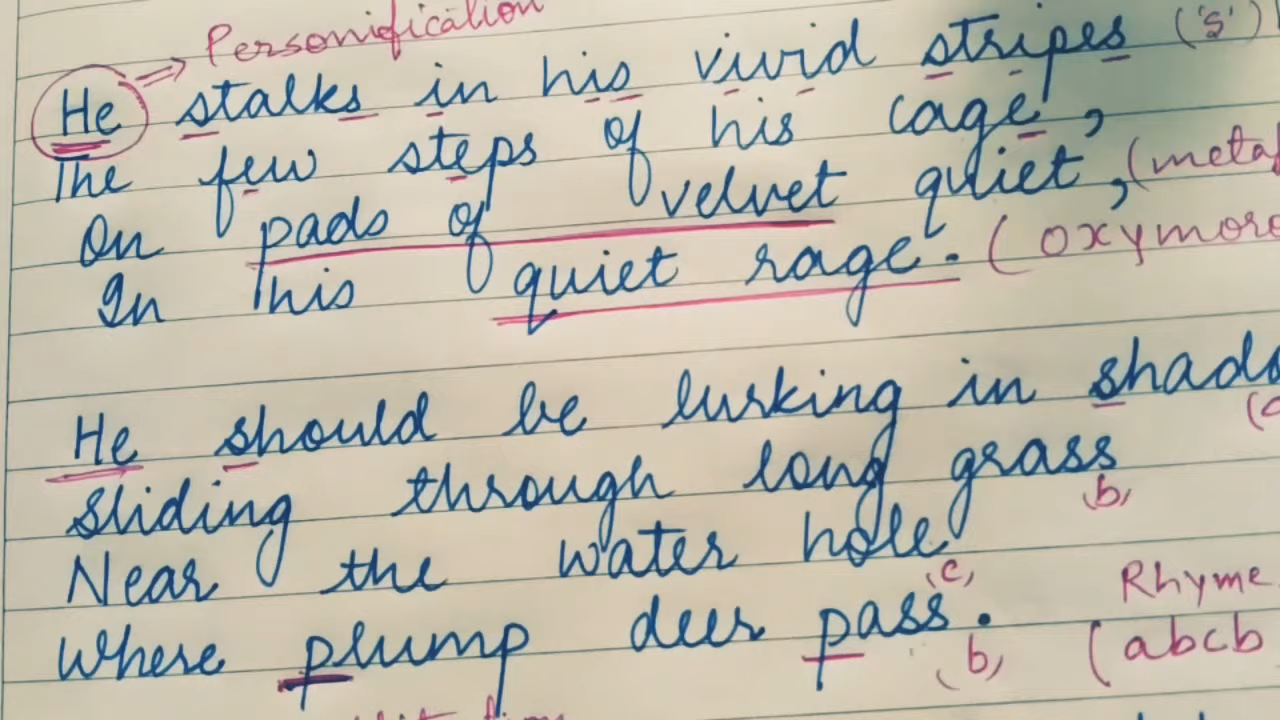 Personification
He stalks in his vivid stripes ('s')
The few steps of his cage,
On pads of velvet quiet, (metaf
In his quiet rage. (oxymoro
He should be lurking in shado
(a
Sliding through long grass
(b)
Near the water hole
(c)
Where plump deer pass.
(b)
Rhyme
(abcb